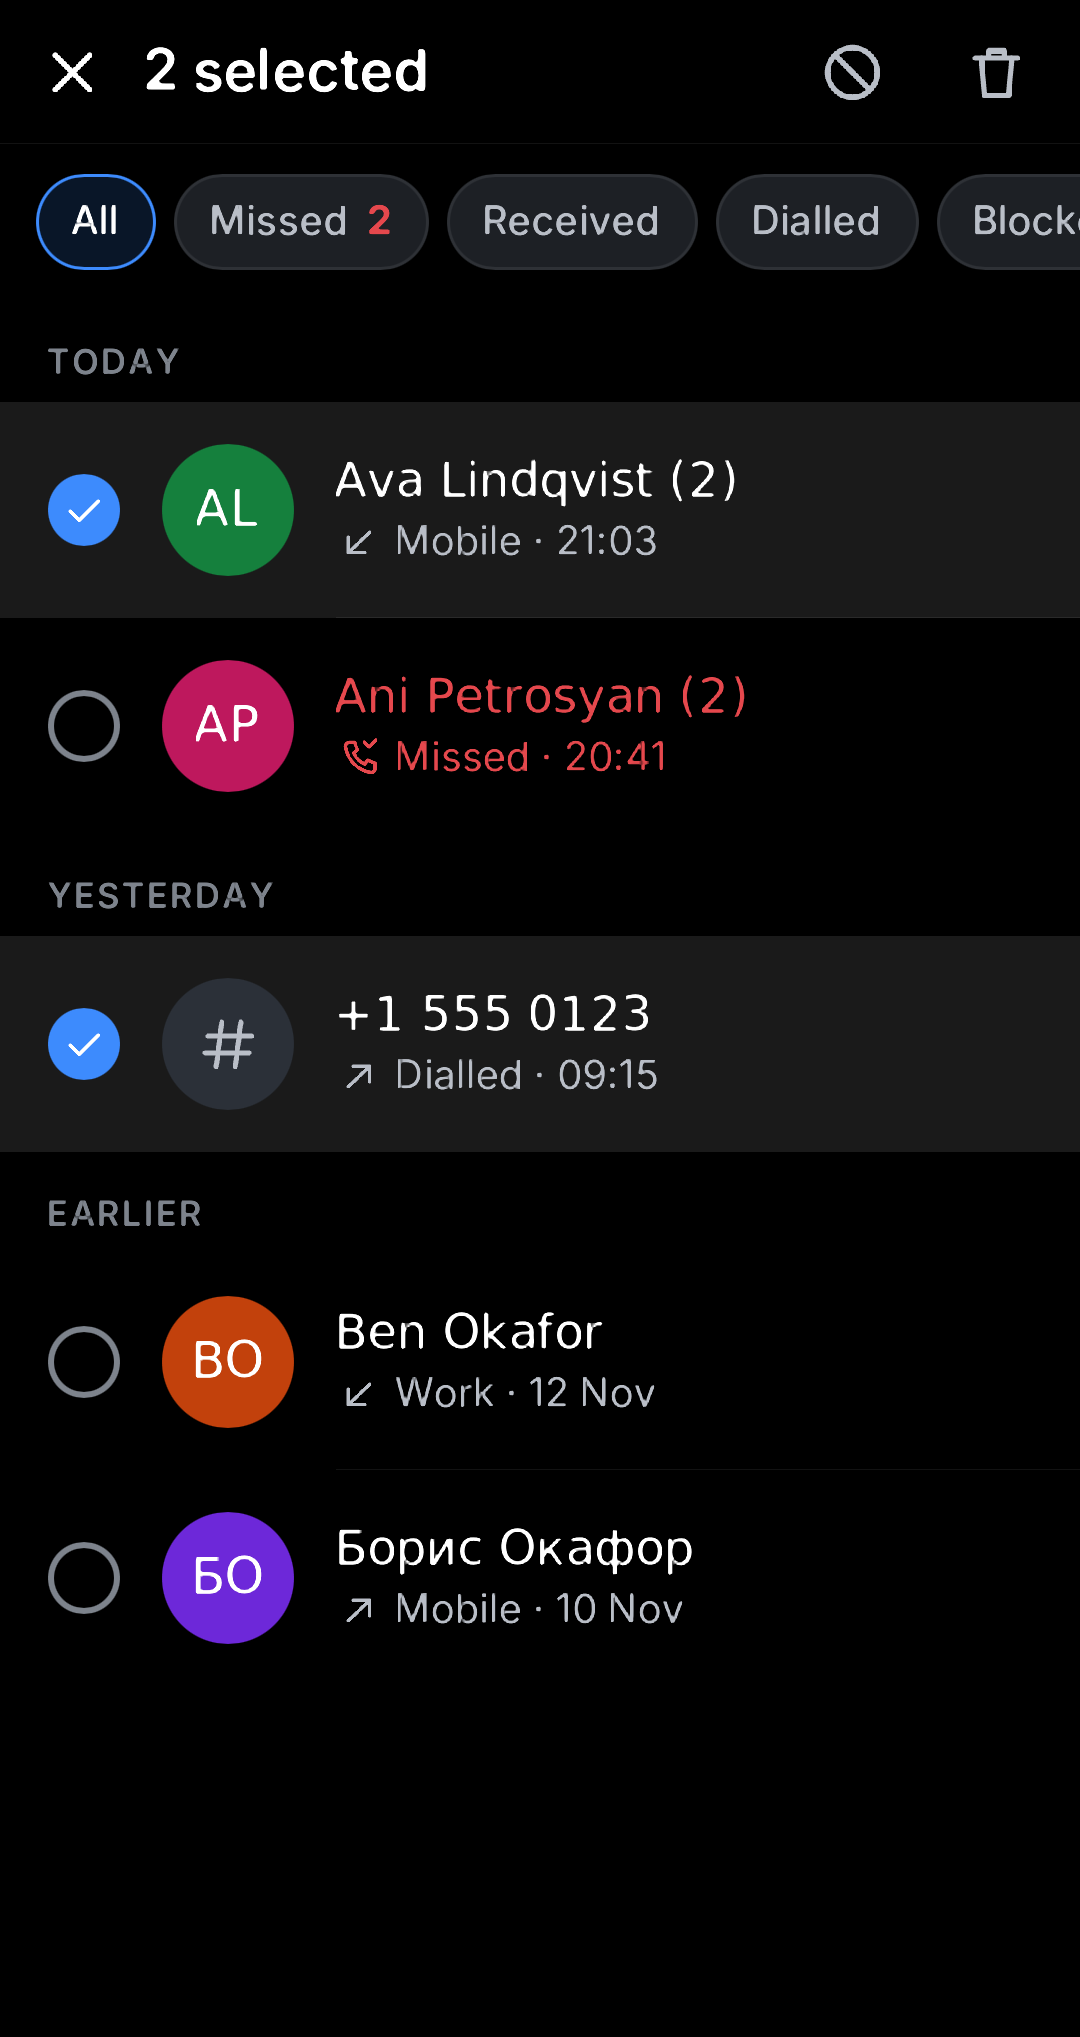 2 selected
All
Missed 2
Received
Dialled
TODAY
AL
Ava Lindqvist (2)
Mobile · 21:03
AP
Ani Petrosyan (2)
Missed · 20:41
YESTERDAY
#
+1 555 0123
Dialled · 09:15
EARLIER
BO
Ben Okafor
Work · 12 Nov
БО
Борис Окафор
Mobile · 10 Nov